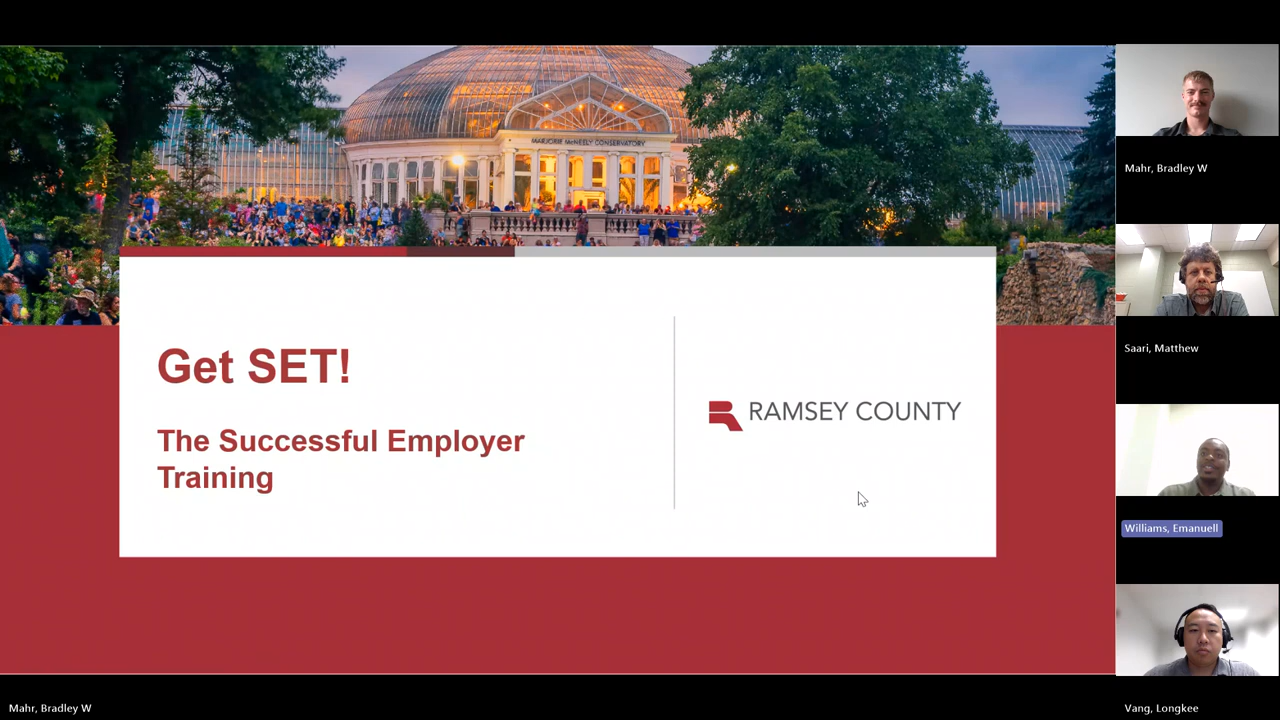 MARJORIE McNEELY CONSERVATORY
Get SET!
The Successful Employer
Training
RAMSEY COUNTY
Mahr, Bradley W
Saari, Matthew
Williams, Emanuell
Vang, Longkee
Mahr, Bradley W